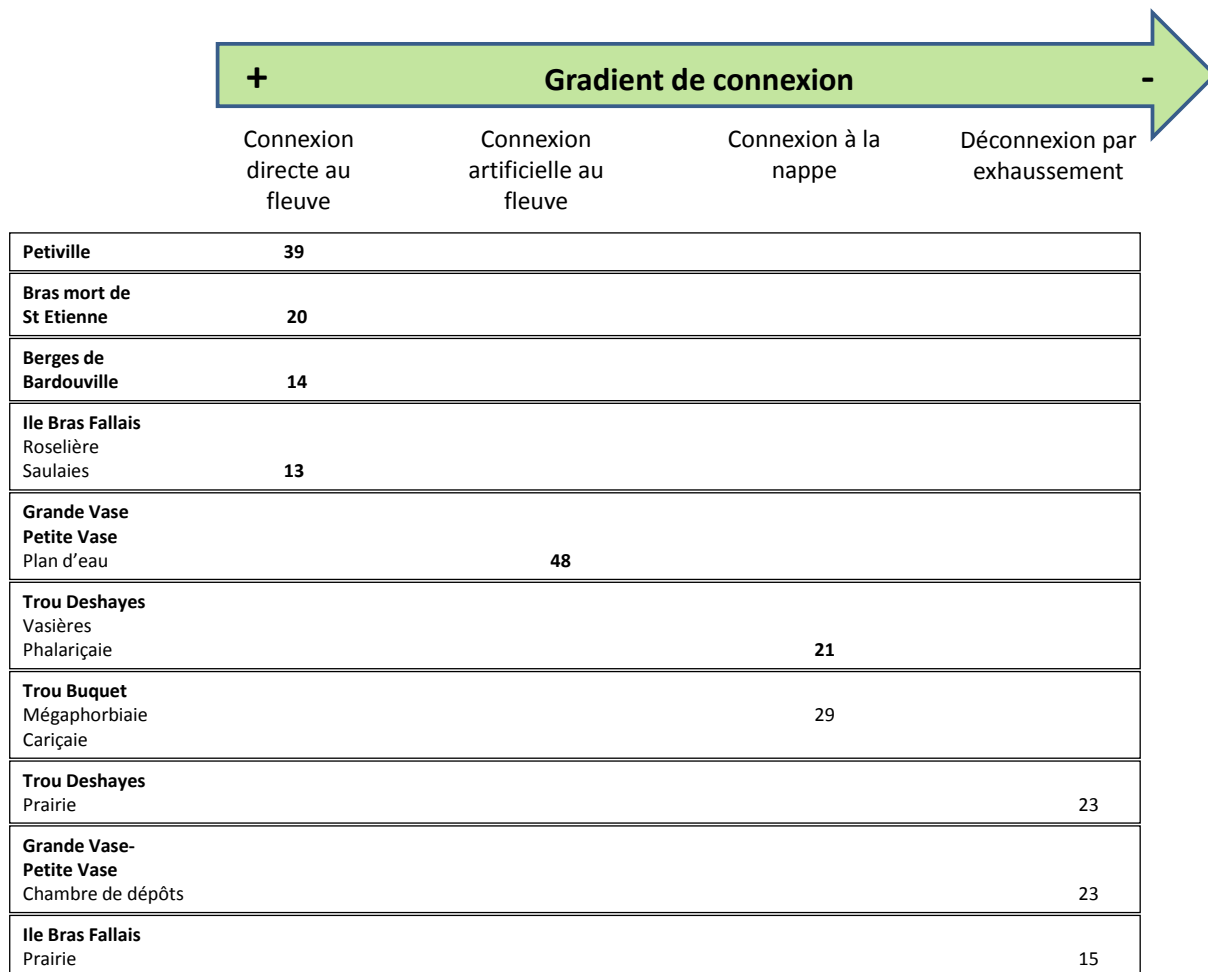 + Gradient de connexion -
Connexion
directe au
fleuve
Connexion
artificielle au
fleuve
Connexion à la
nappe
Déconnexion par
exhaussement
Petiville 39
Bras mort de
St Etienne 20
Berges de
Bardouville 14
Ile Bras Fallais
Roselière
Saulaies 13
Grande Vase
Petite Vase
Plan d'eau 48
Trou Deshayes
Vasières
Phalariçaie 21
Trou Buquet
Mégaphorbiaie 29
Cariçaie
Trou Deshayes
Prairie 23
Grande Vase-
Petite Vase
Chambre de dépôts 23
Ile Bras Fallais
Prairie 15